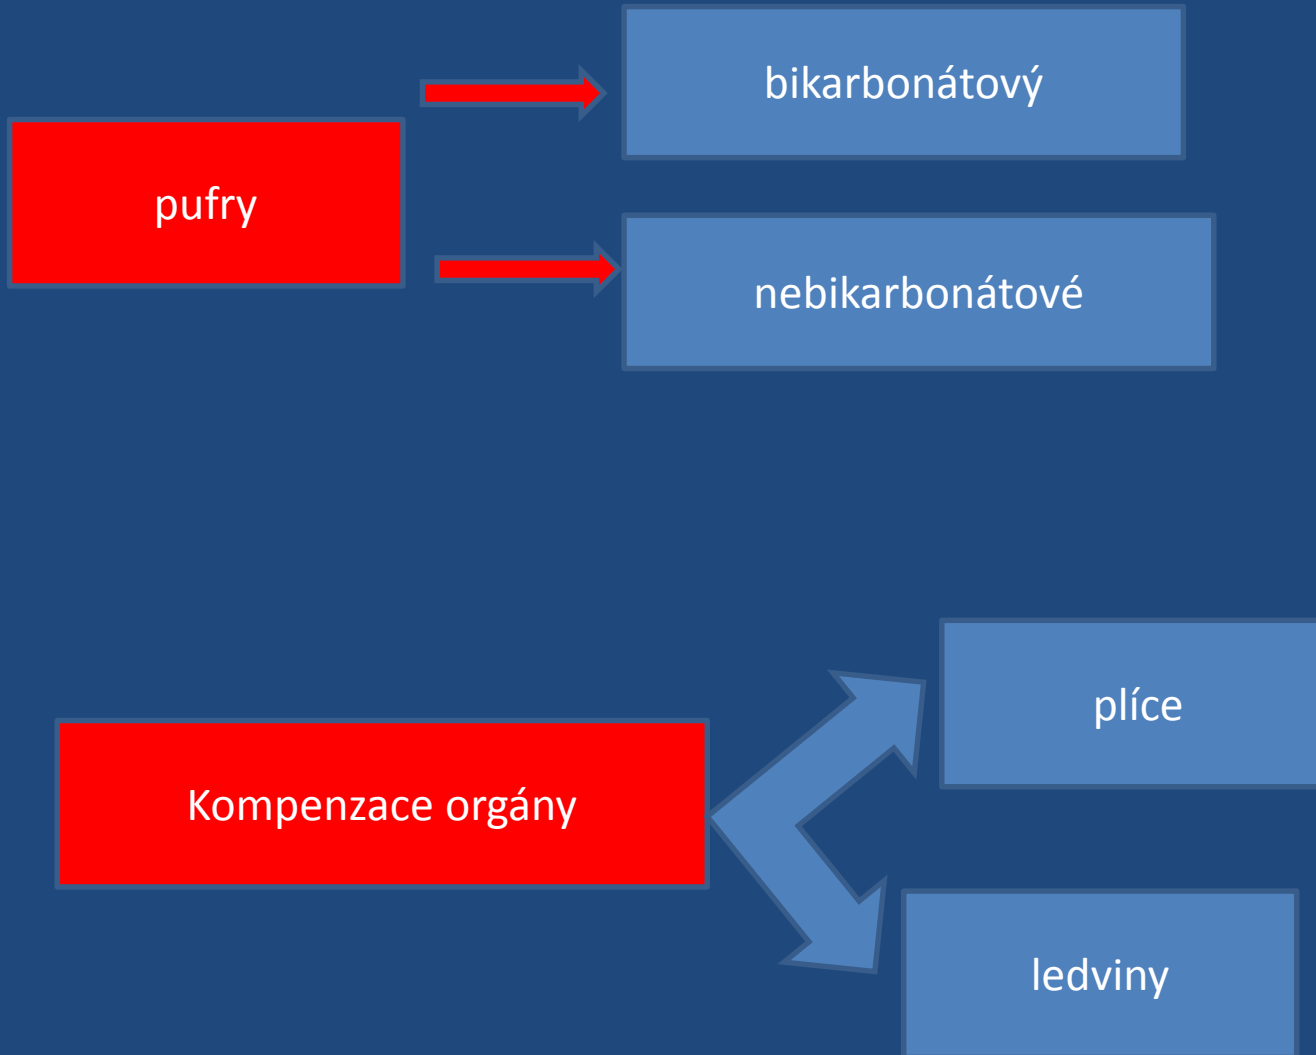 bikarbonátový
pufry
nebikarbonátové
plíce
Kompenzace orgány
ledviny